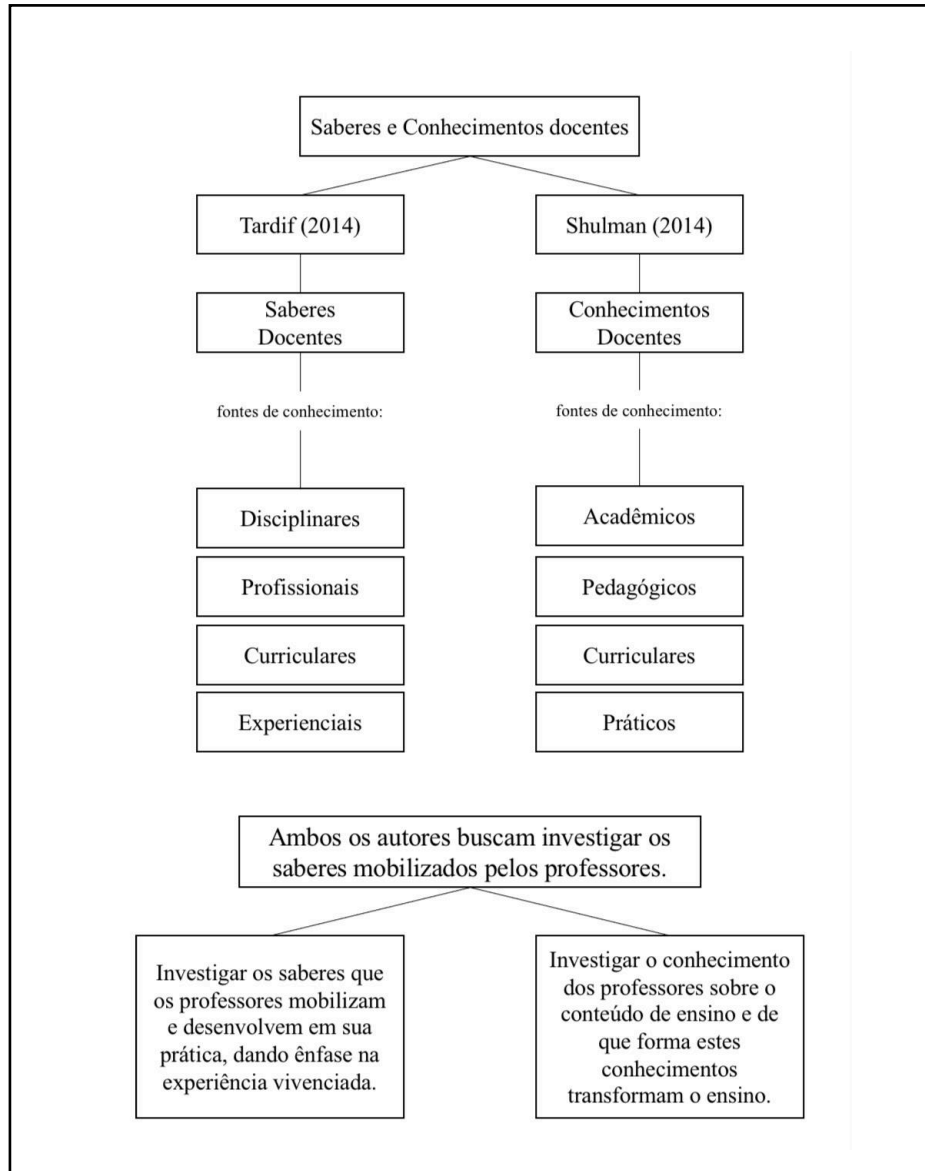 Saberes e Conhecimentos docentes
Tardif (2014)
Shulman (2014)
Saberes
Docentes
Conhecimentos
Docentes
fontes de conhecimento:
fontes de conhecimento:
Disciplinares
Acadêmicos
Profissionais
Pedagógicos
Curriculares
Curriculares
Experienciais
Práticos
Ambos os autores buscam investigar os
saberes mobilizados pelos professores.
Investigar os saberes que
os professores mobilizam
e desenvolvem em sua
prática, dando ênfase na
experiência vivenciada.
Investigar o conhecimento
dos professores sobre o
conteúdo de ensino e de
que forma estes
conhecimentos
transformam o ensino.